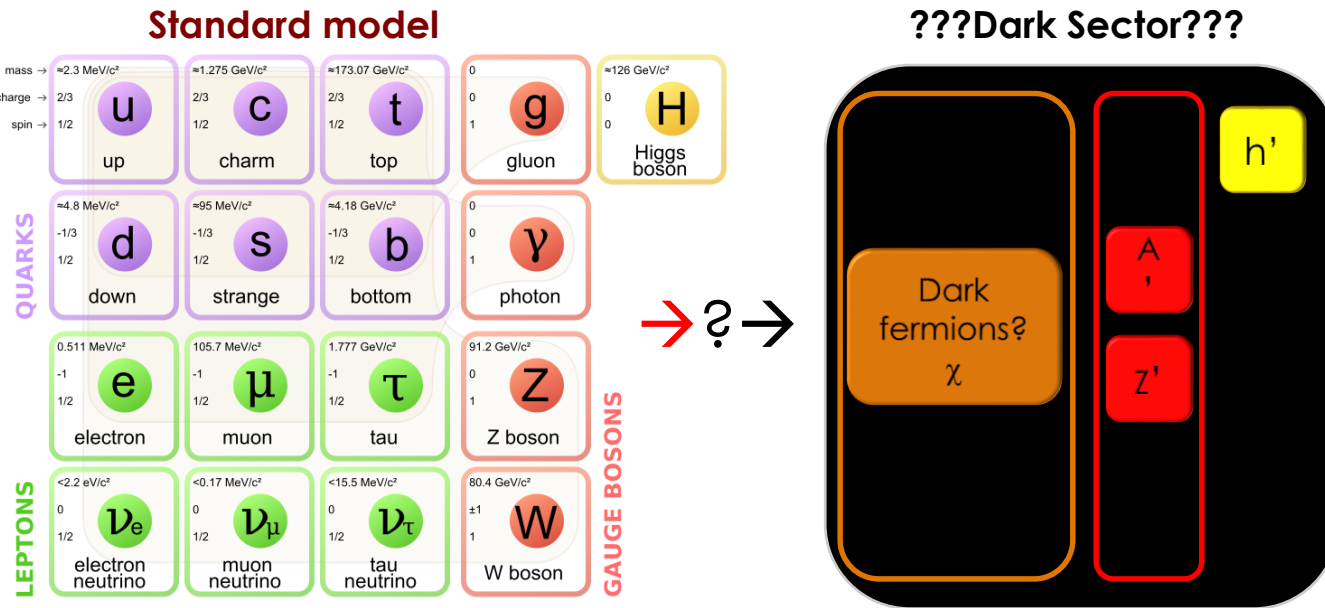 Standard model
???Dark Sector???
mass →
charge →
spin →
≈2.3 MeV/c²
2/3
1/2
u
up
≈1.275 GeV/c²
2/3
1/2
c
charm
≈173.07 GeV/c²
2/3
1/2
t
top
0
0
1
g
gluon
≈126 GeV/c²
0
0
H
Higgs
boson
QUARKS
≈4.8 MeV/c²
-1/3
1/2
d
down
≈95 MeV/c²
-1/3
1/2
s
strange
≈4.18 GeV/c²
-1/3
1/2
b
bottom
0
0
1
γ
photon
0.511 MeV/c²
-1
1/2
e
electron
105.7 MeV/c²
-1
1/2
μ
muon
1.777 GeV/c²
-1
1/2
τ
tau
91.2 GeV/c²
0
1
Z
Z boson
LEPTONS
<2.2 eV/c²
0
1/2
νe
electron
neutrino
<0.17 MeV/c²
0
1/2
νμ
muon
neutrino
<15.5 MeV/c²
0
1/2
ντ
tau
neutrino
80.4 GeV/c²
±1
1
W
W boson
GAUGE BOSONS
→?→
Dark
fermions?
χ
A
'
Z'
h'